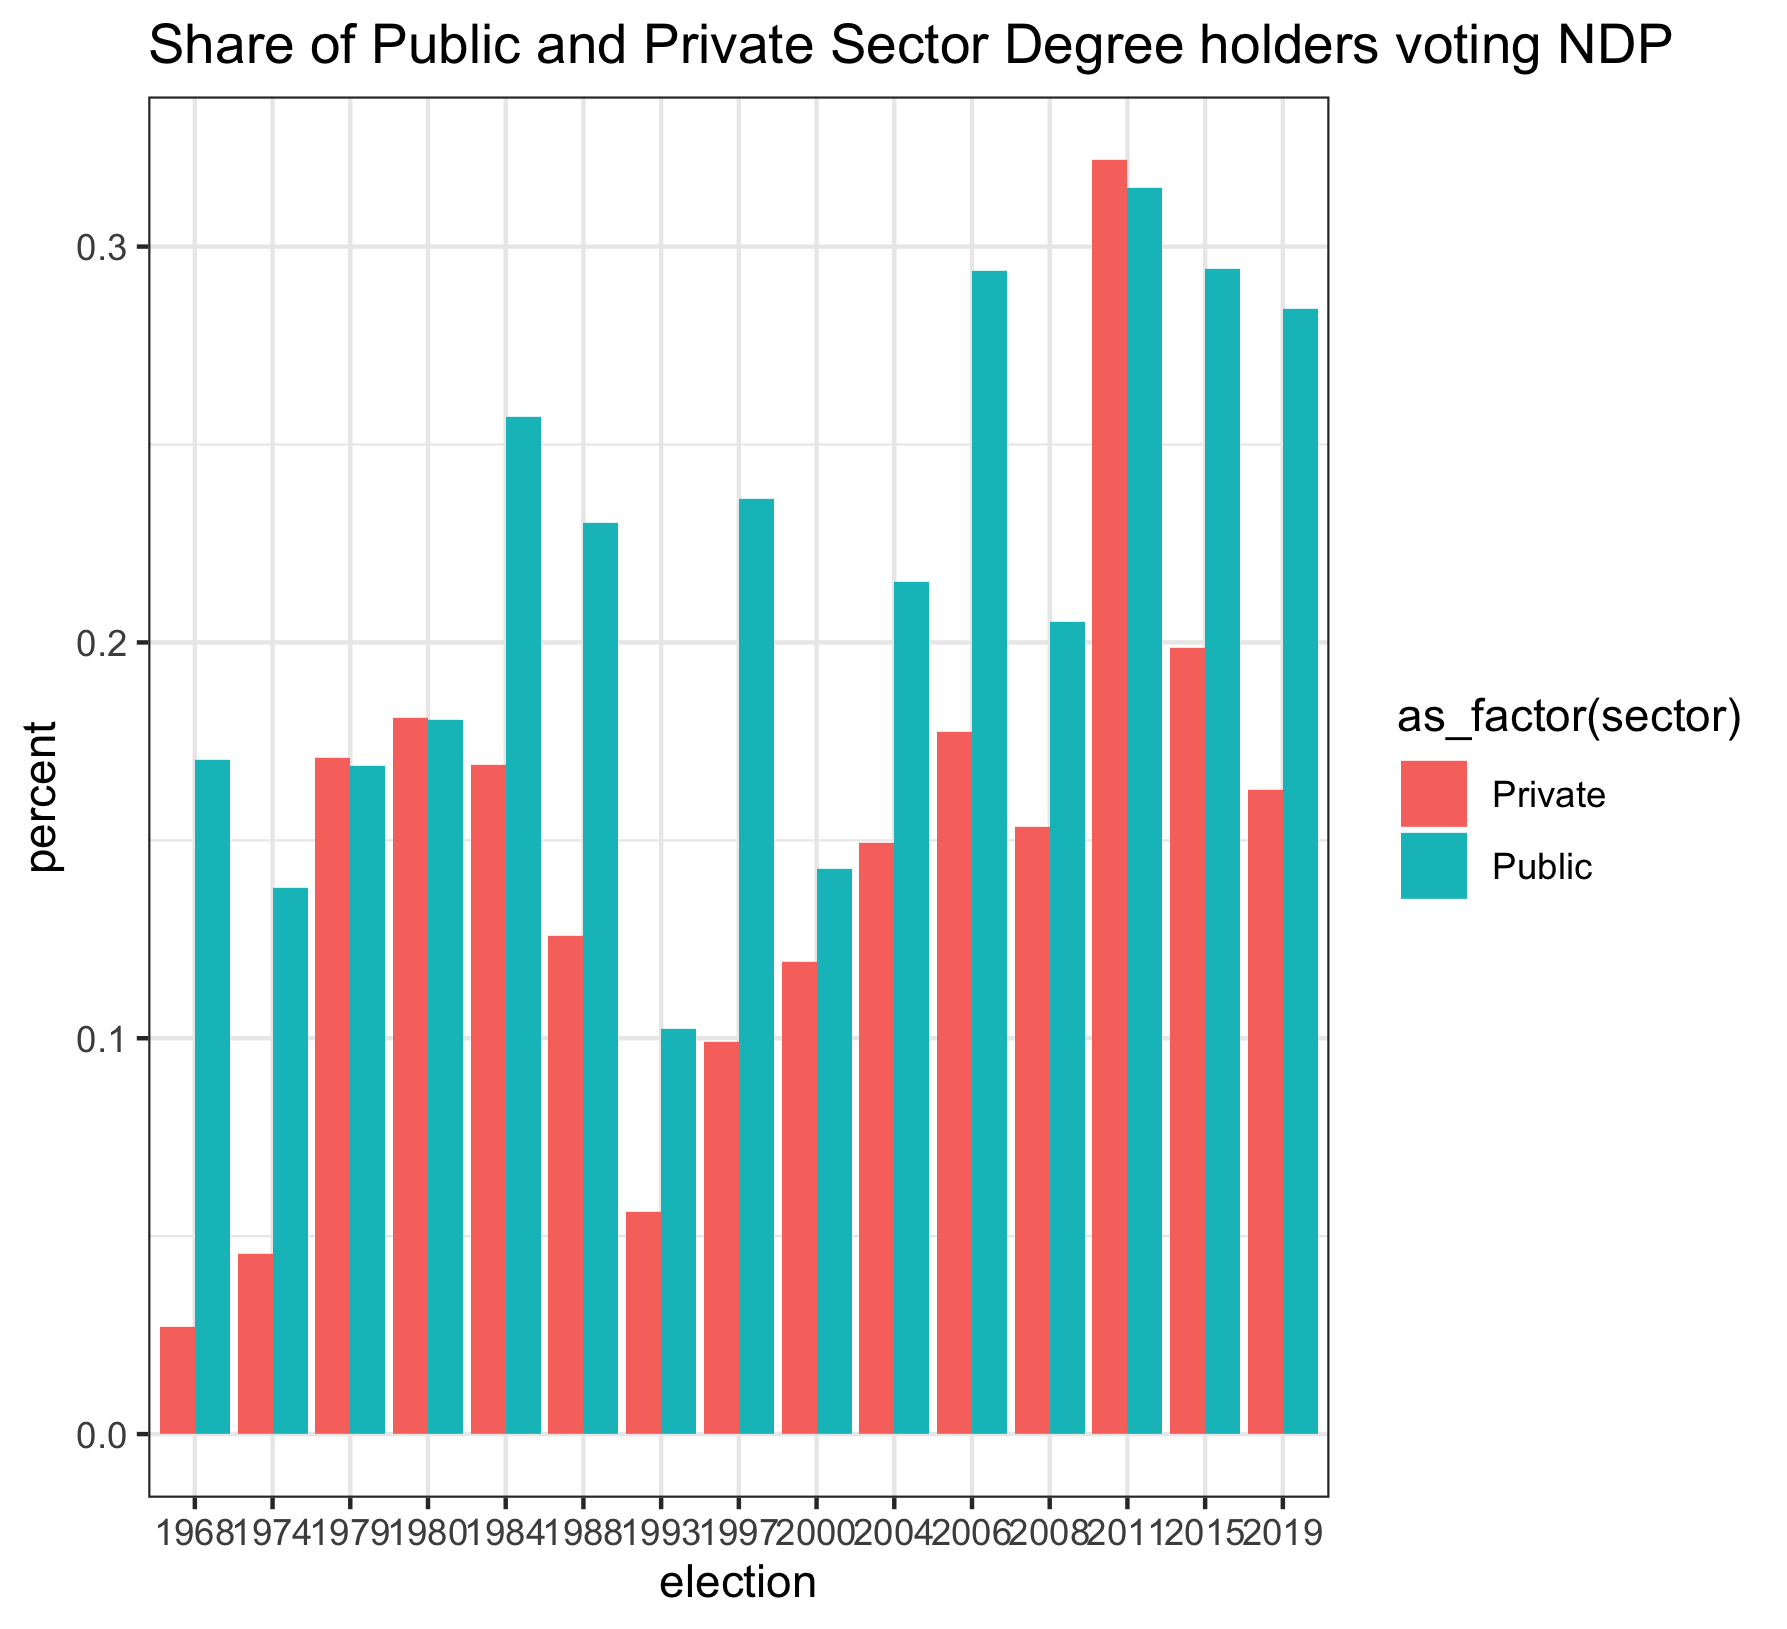 Share of Public and Private Sector Degree holders voting NDP
0.3
0.2
0.1
0.0
percent
1968 1974 1979 1980 1984 1988 1993 1997 2000 2004 2006 2008 2011 2015 2019
election
as_factor(sector)
Private
Public